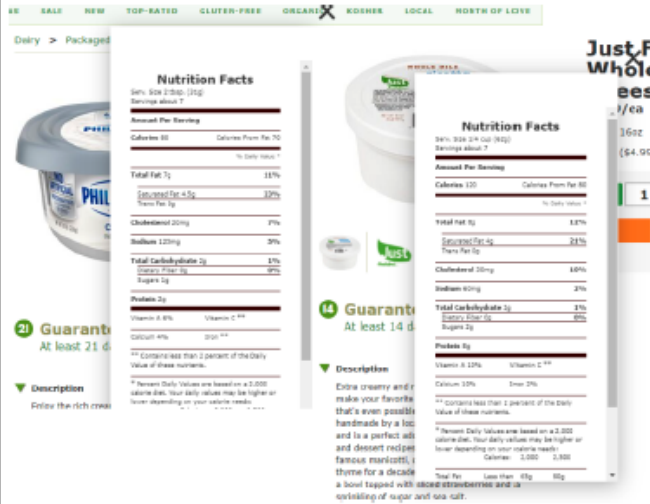 SALE NEW TOP-RATED GLUTEN-FREE KOSHER LOCAL NORTH OF LOVE
Dairy > Packaged
Nutrition Facts
Serv. Size 2 tbsp. (31g)
Servings about 7
Amount Per Serving
Calories 80 Calories From Fat 70
% Daily Value *
Total Fat 7g 11%
Saturated Fat 4.5g 23%
Trans Fat 0g
Cholesterol 20mg 7%
Sodium 125mg 5%
Total Carbohydrate 2g 1%
Dietary Fiber 0g 0%
Sugars 1g
Protein 2g
Vitamin A 6% Vitamin C **
Calcium 4% Iron **
** Contains less than 2 percent of the Daily
Value of these nutrients.
* Percent Daily Values are based on a 2,000
calorie diet. Your daily values may be higher or
lower depending on your calorie needs:
21 Guarante
At least 21 d
Description
Enjoy the rich crea
PHIL
Just
14 Guarante
At least 14 d
Description
Extra creamy and r
make your favorite
that's even possible
handmade by a loca
and is a perfect add
and dessert recipes
famous manicotti,
thyme for a decade
a bowl topped with sliced strawberries and a
sprinkling of sugar and sea salt.
Just F
Whole
ees
/ea
16oz
($4.99
1
Nutrition Facts
Serv. Size 1/4 cup (62g)
Servings about 7
Amount Per Serving
Calories 120 Calories From Fat 80
% Daily Value *
Total Fat 8g 12%
Saturated Fat 4g 21%
Trans Fat 0g
Cholesterol 30mg 10%
Sodium 60mg 2%
Total Carbohydrate 3g 1%
Dietary Fiber 0g 0%
Sugars 2g
Protein 8g
Vitamin A 10% Vitamin C **
Calcium 10% Iron 2%
** Contains less than 2 percent of the Daily
Value of these nutrients.
* Percent Daily Values are based on a 2,000
calorie diet. Your daily values may be higher or
lower depending on your calorie needs:
Calories: 2,000 2,500
Total Fat Less than 65g 80g